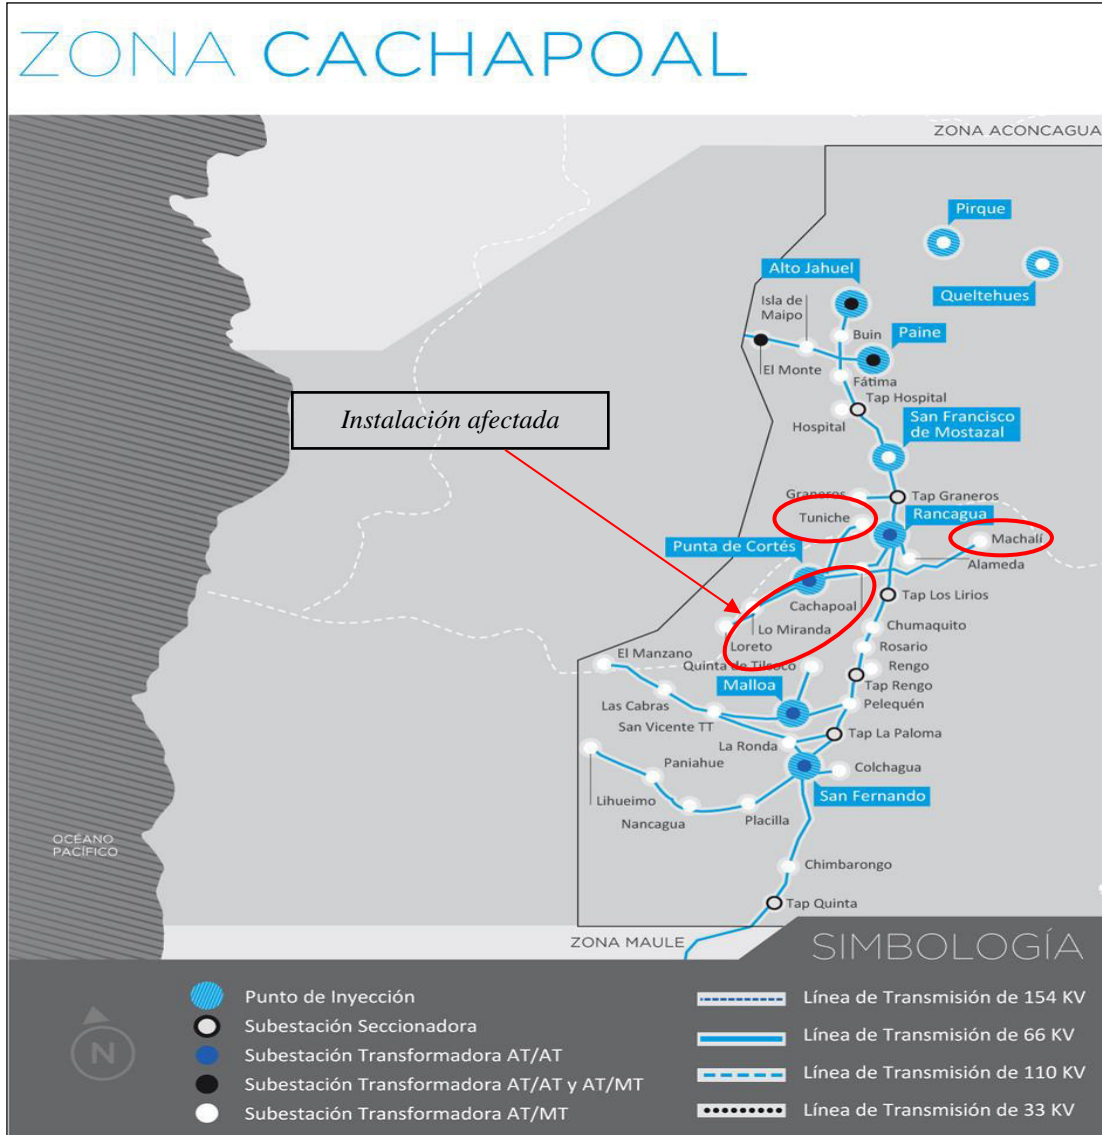 ZONA CACHAPOAL
ZONA ACONCAGUA
Pirque
Alto Jahuel
Queltehues
Isla de
Maipo
Buin
Paine
El Monte
Fátima
Tap Hospital
Instalación afectada
Hospital
San Francisco
de Mostazal
Graneros
Tap Graneros
Tuniche
Rancagua
Machalí
Punta de Cortés
Alameda
Cachapoal
Tap Los Lirios
Lo Miranda
Chumaquito
Loreto
Rosario
El Manzano
Quinta de Tilcoco
Rengo
Malloa
Tap Rengo
Las Cabras
Pelequén
San Vicente TT
Tap La Paloma
La Ronda
Paniahue
Colchagua
Lihueimo
San Fernando
Nancagua
Placilla
OCÉANO
PACÍFICO
Chimbarongo
Tap Quinta
ZONA MAULE
SIMBOLOGÍA
N
Punto de Inyección
Subestación Seccionadora
Subestación Transformadora AT/AT
Subestación Transformadora AT/AT y AT/MT
Subestación Transformadora AT/MT
Línea de Transmisión de 154 KV
Línea de Transmisión de 66 KV
Línea de Transmisión de 110 KV
Línea de Transmisión de 33 KV